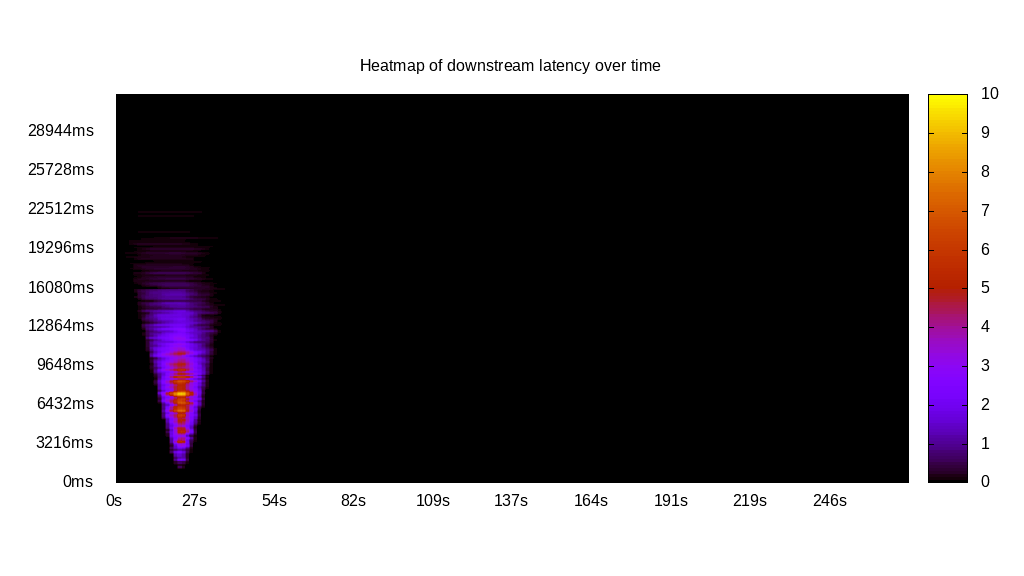 Heatmap of downstream latency over time
28944ms
25728ms
22512ms
19296ms
16080ms
12864ms
9648ms
6432ms
3216ms
0ms
0s 27s 54s 82s 109s 137s 164s 191s 219s 246s
10
9
8
7
6
5
4
3
2
1
0